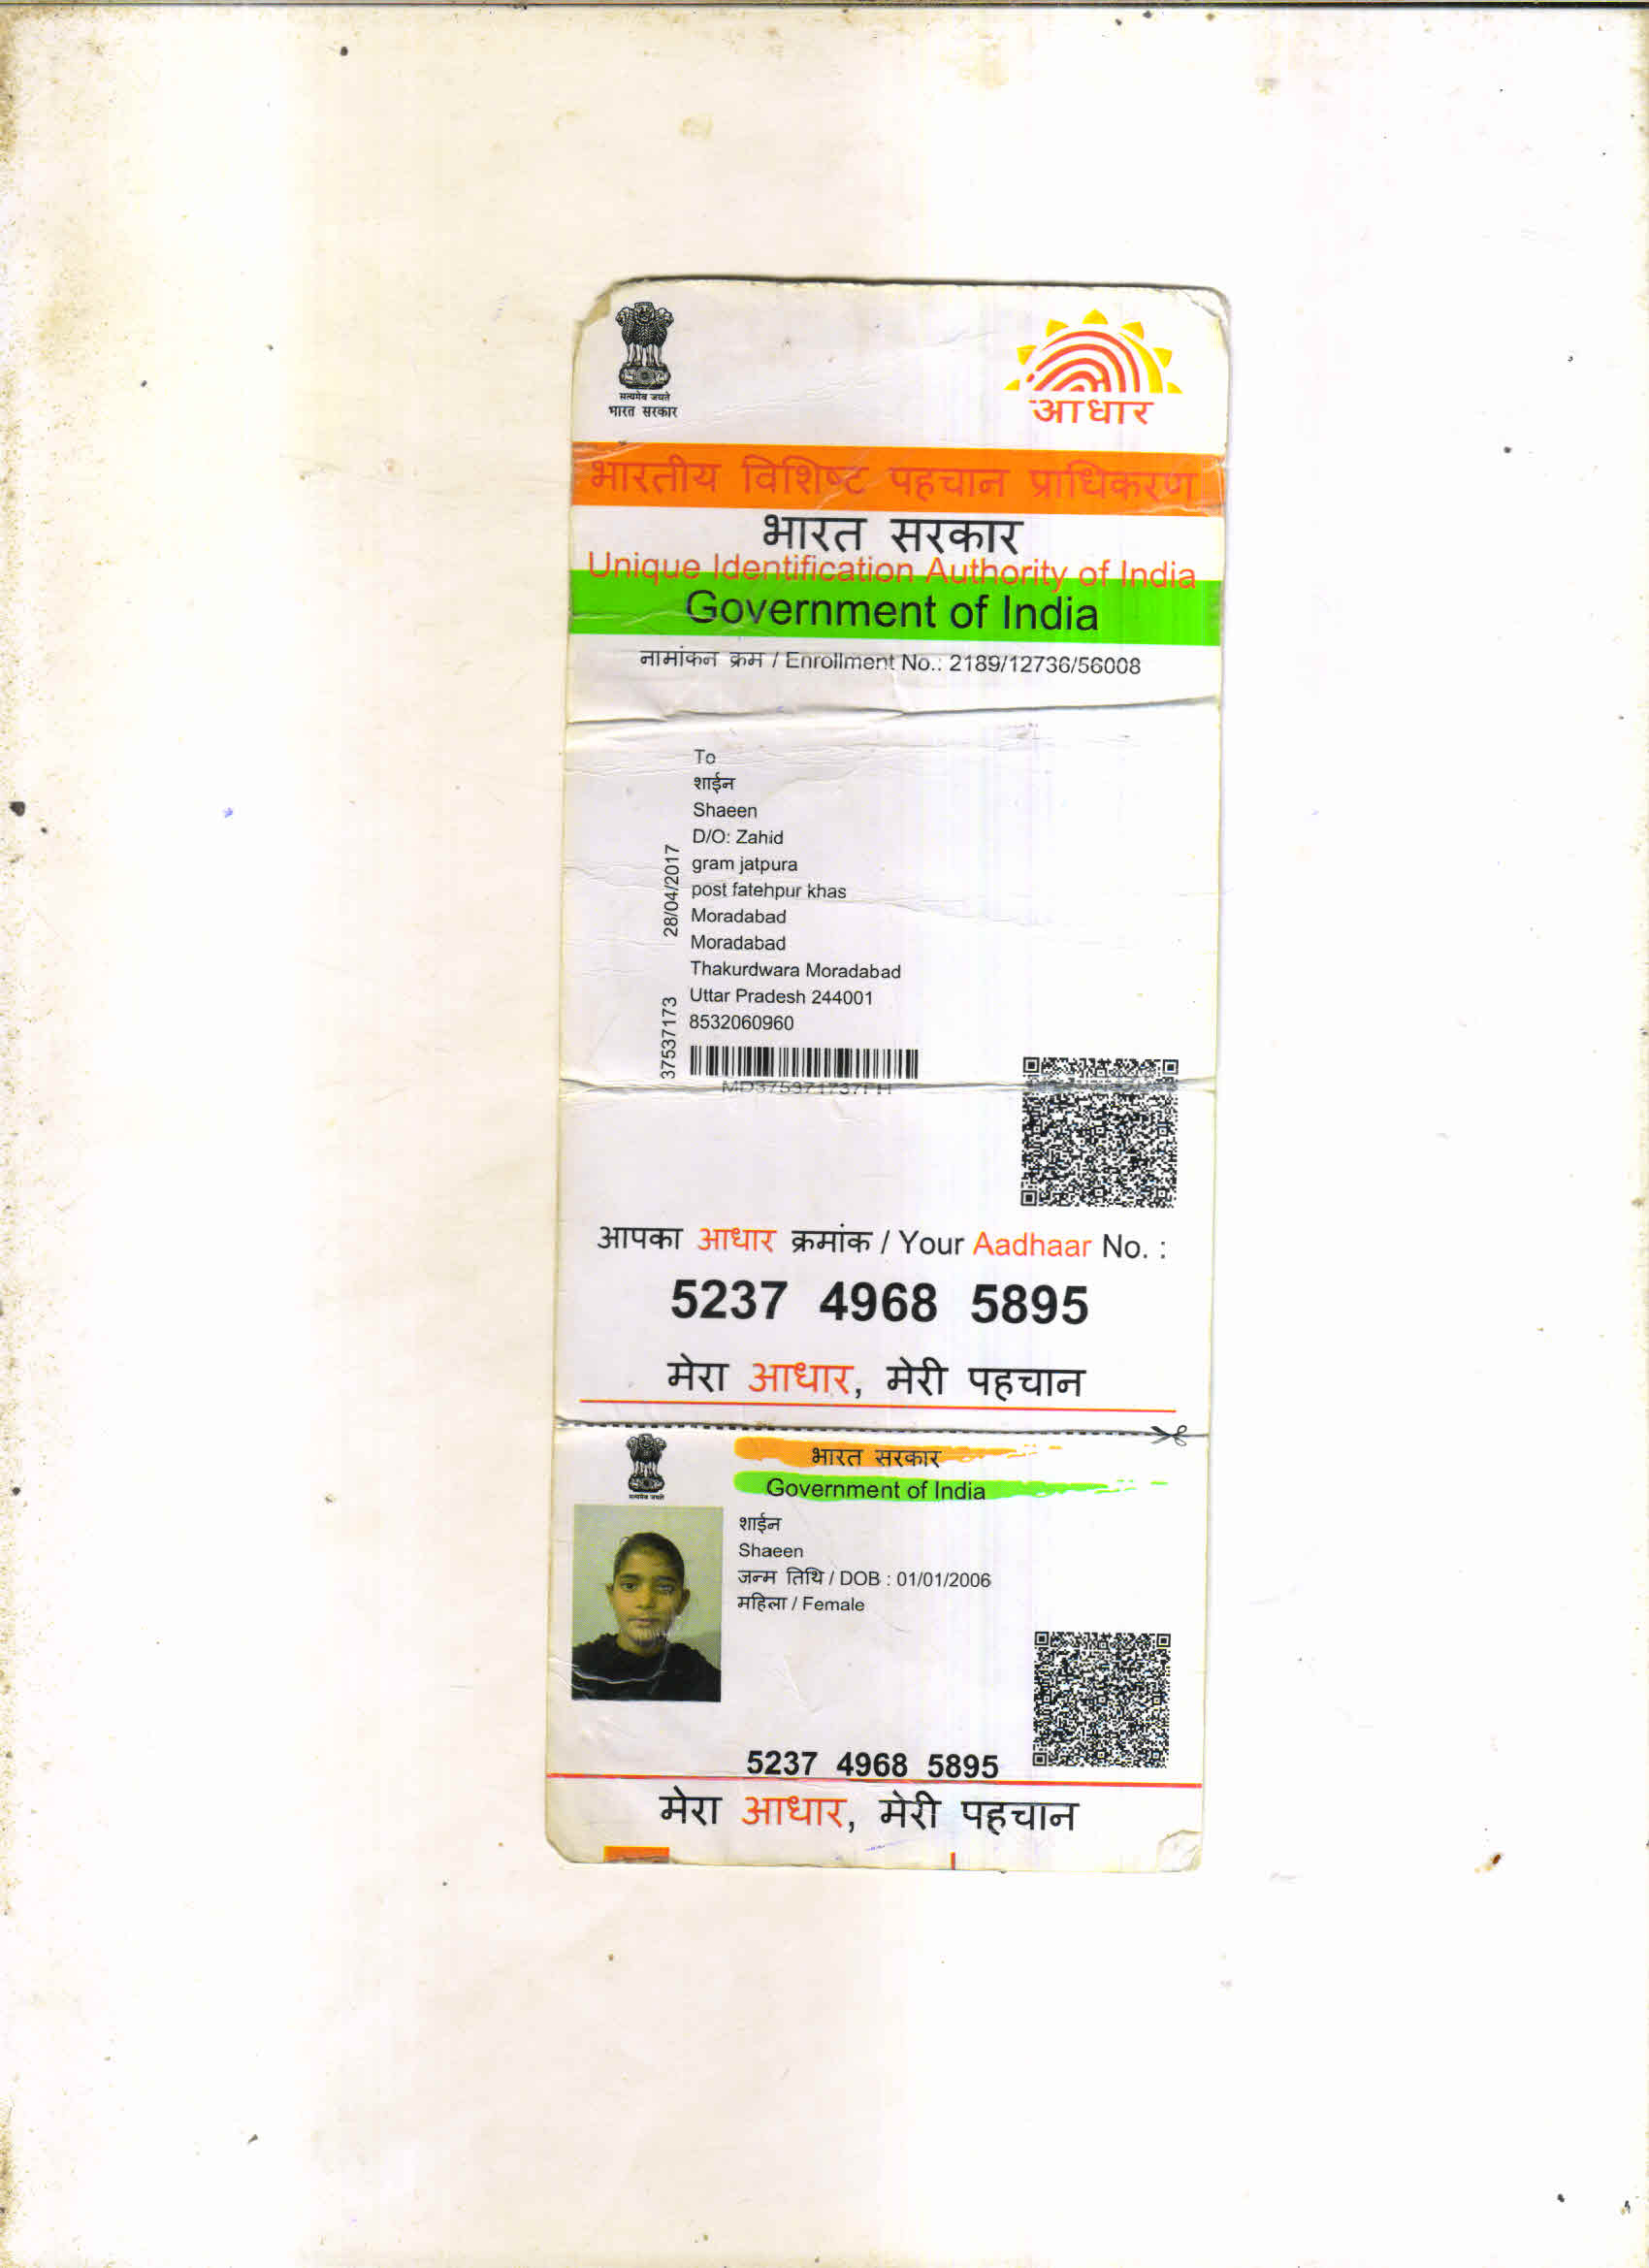 सत्यमेव जयते
भारत सरकार
आधार
भारतीय विशिष्ट पहचान प्राधिकरण
भारत सरकार
Unique Identification Authority of India
Government of India
नामांकन क्रम / Enrollment No.: 2189/12736/56008
To
शाईन
Shaeen
D/O: Zahid
gram jatpura
post fatehpur khas
Moradabad
Moradabad
Thakurdwara Moradabad
Uttar Pradesh 244001
8532060960
28/04/2017
37537173
MD375371737FH
आपका आधार क्रमांक / Your Aadhaar No. :
5237 4968 5895
मेरा आधार, मेरी पहचान
भारत सरकार
Government of India
सत्यमेव जयते
शाईन
Shaeen
जन्म तिथि / DOB : 01/01/2006
महिला / Female
5237 4968 5895
मेरा आधार, मेरी पहचान